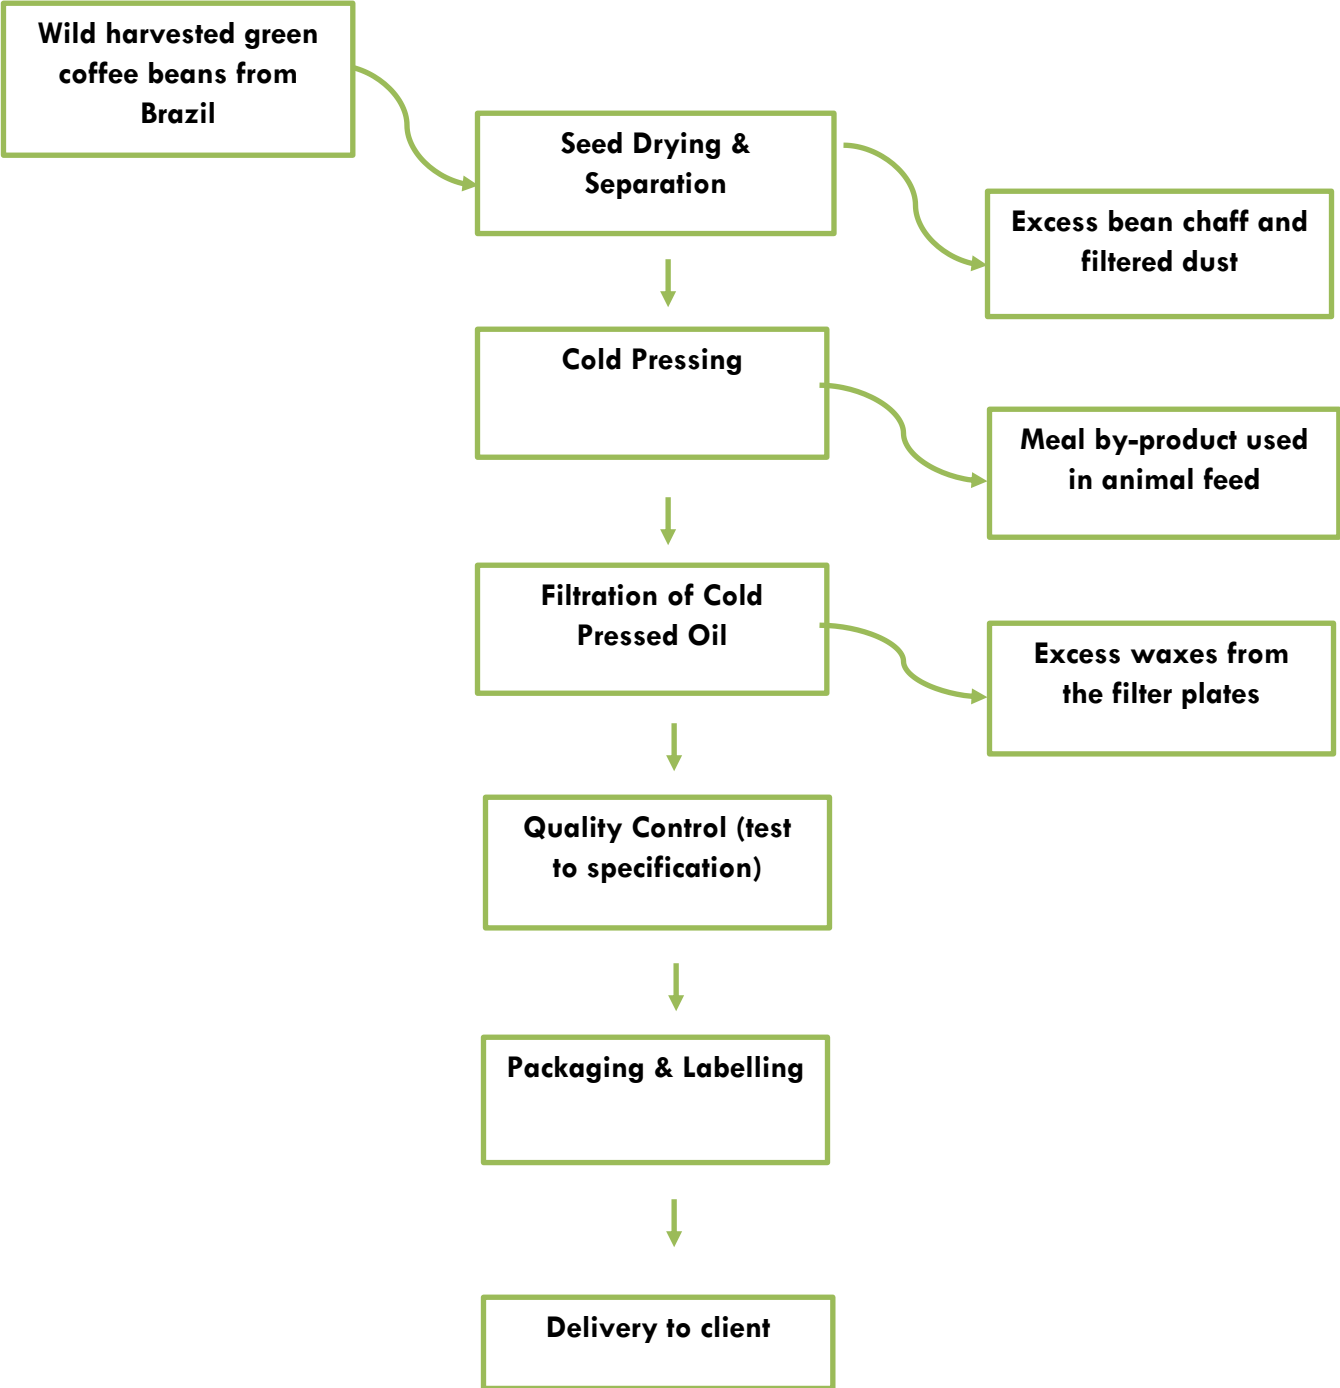 Wild harvested green
coffee beans from
Brazil
Seed Drying &
Separation
Excess bean chaff and
filtered dust
Cold Pressing
Meal by-product used
in animal feed
Filtration of Cold
Pressed Oil
Excess waxes from
the filter plates
Quality Control (test
to specification)
Packaging & Labelling
Delivery to client